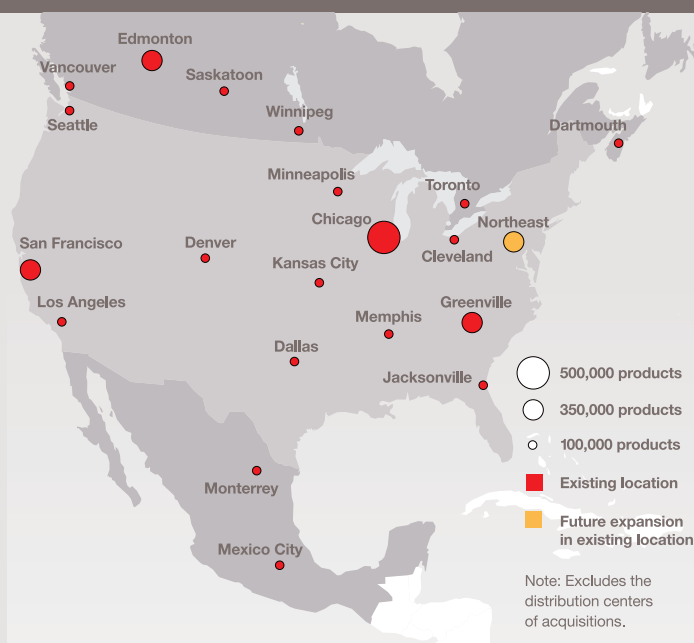 Edmonton
Vancouver
Saskatoon
Seattle
Winnipeg
Dartmouth
Minneapolis
Toronto
Chicago
Northeast
San Francisco
Denver
Cleveland
Kansas City
Los Angeles
Greenville
Memphis
Dallas
Jacksonville
500,000 products
350,000 products
100,000 products
Monterrey
Existing location
Future expansion
in existing location
Mexico City
Note: Excludes the
distribution centers
of acquisitions.